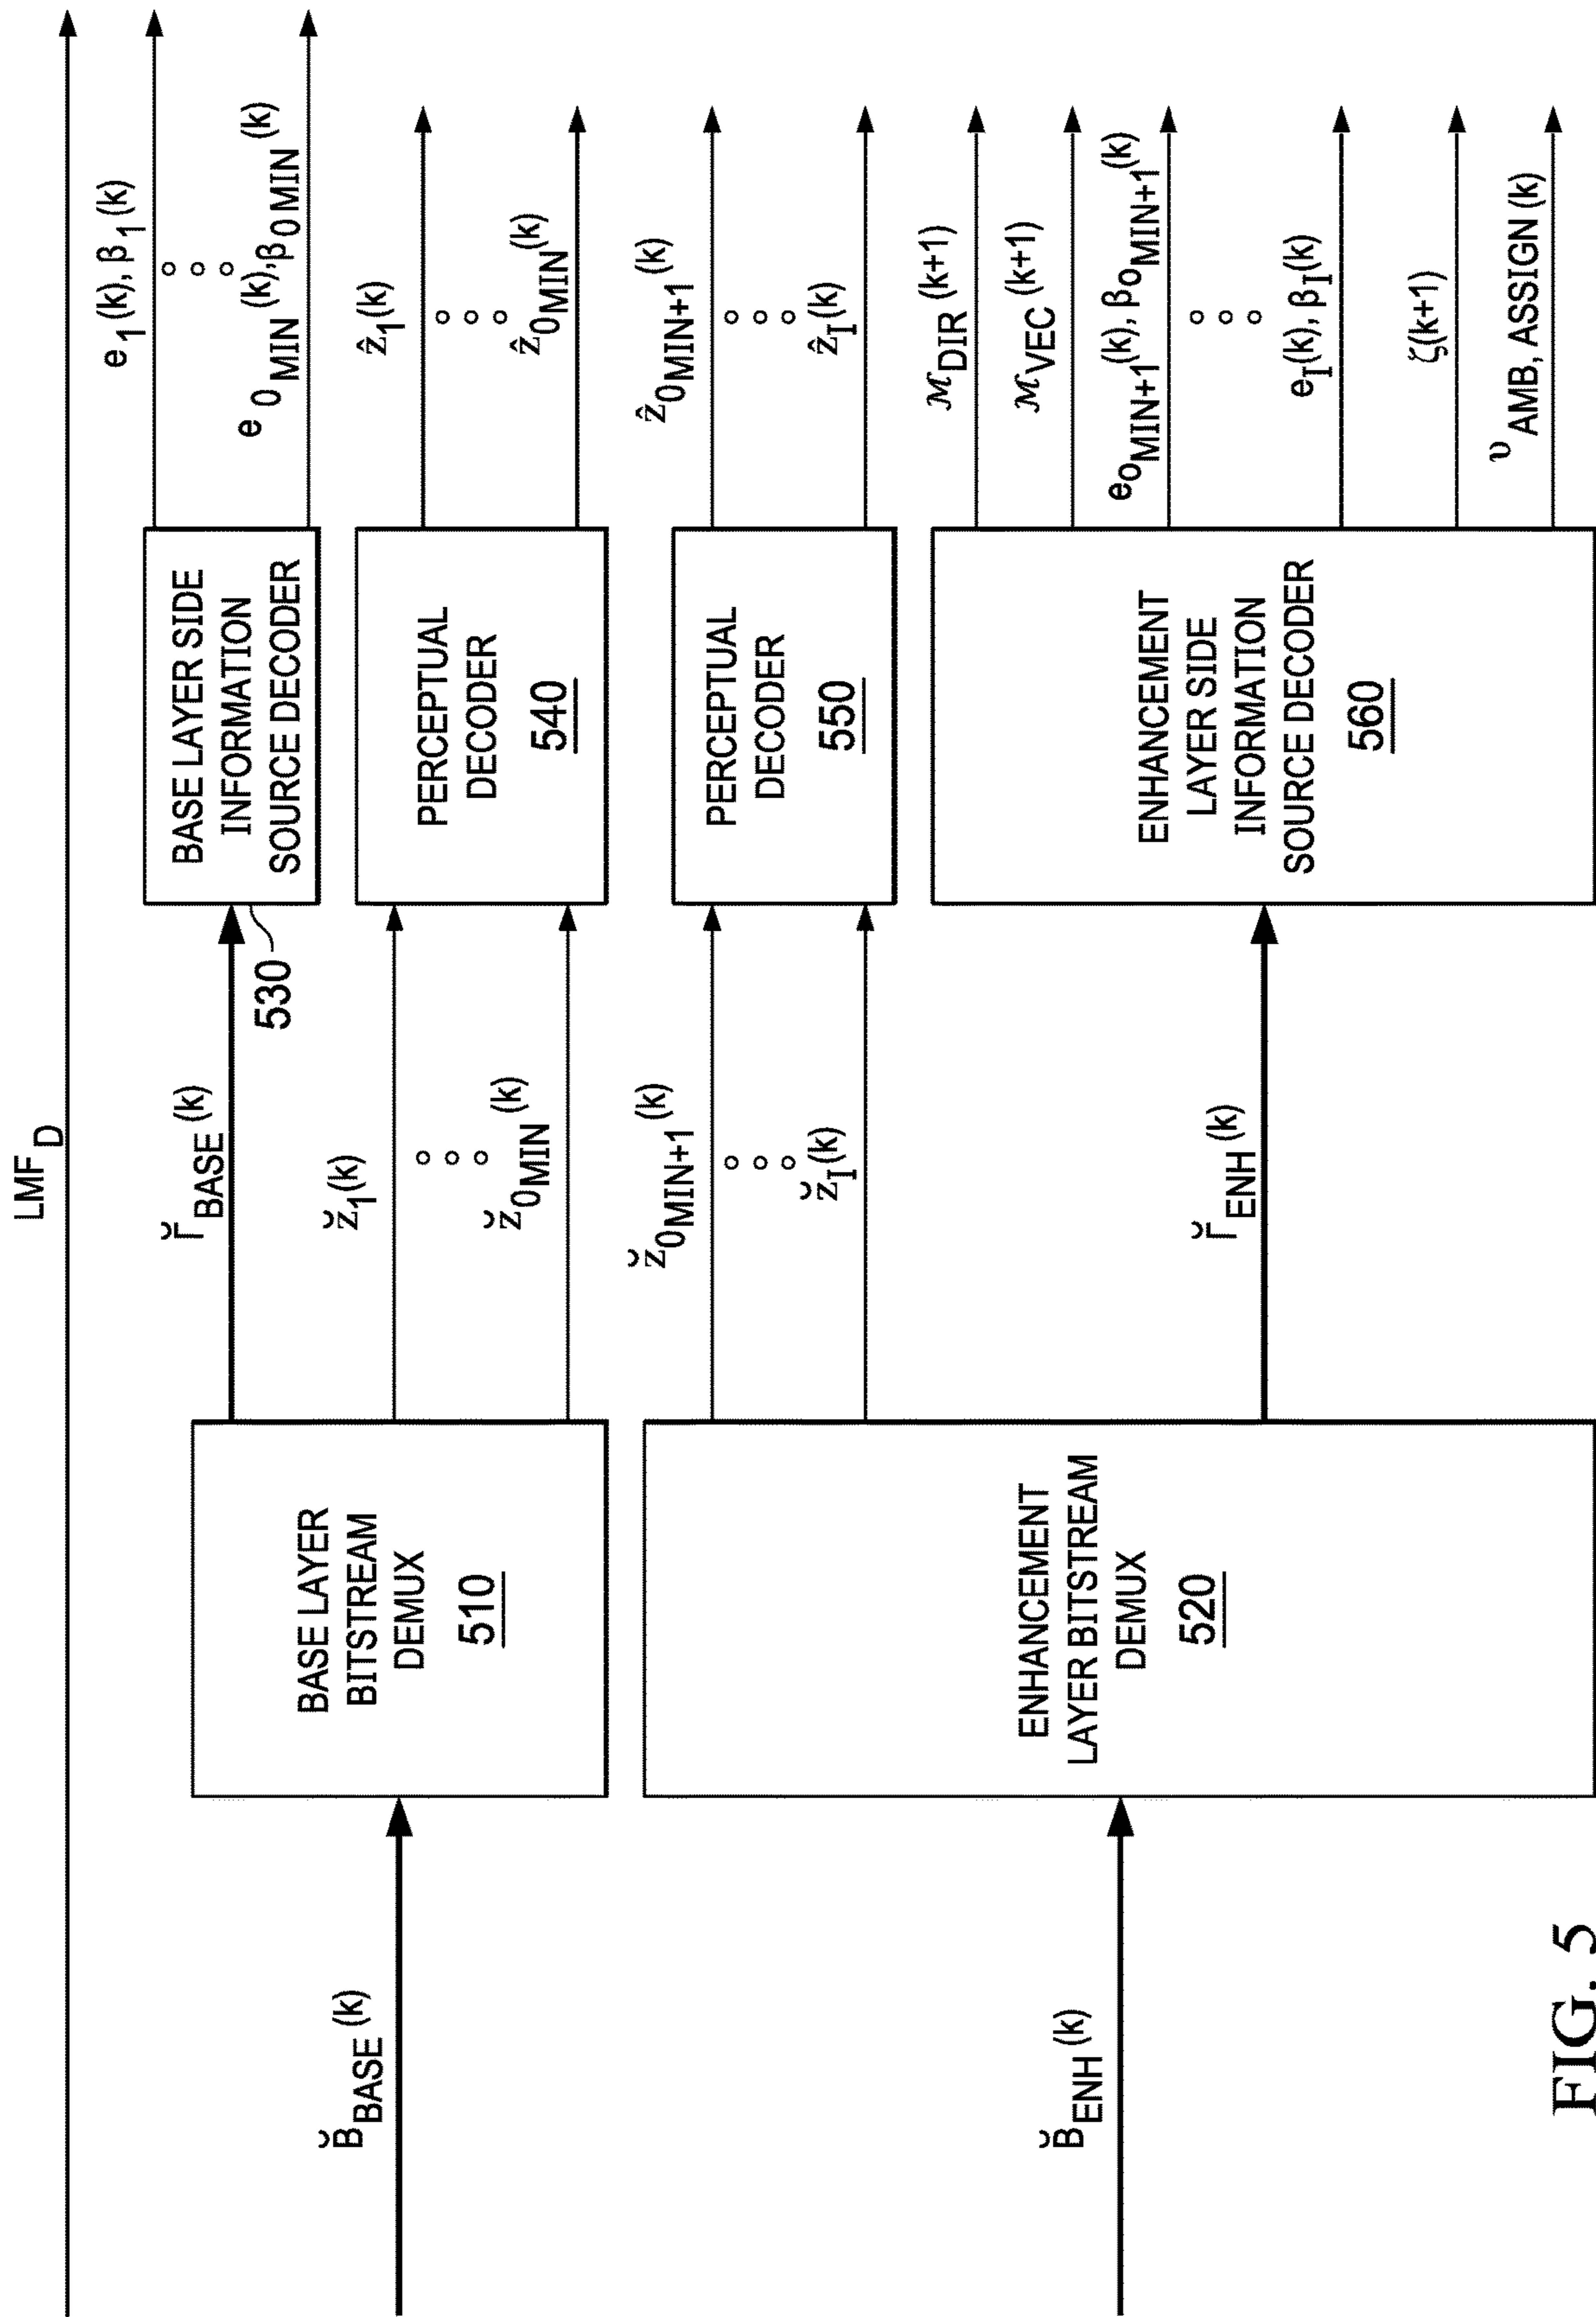 LMF_D
B̆_BASE(k)
BASE LAYER
BITSTREAM
DEMUX
510
Γ̆_BASE(k)
530
BASE LAYER SIDE
INFORMATION
SOURCE DECODER
e_1(k), β_1(k)
e_0MIN(k), β_0MIN(k)
z̆_1(k)
z̆_0MIN(k)
PERCEPTUAL
DECODER
540
ẑ_1(k)
ẑ_0MIN(k)
B̆_ENH(k)
ENHANCEMENT
LAYER BITSTREAM
DEMUX
520
z̆_0MIN+1(k)
z̆_I(k)
PERCEPTUAL
DECODER
550
ẑ_0MIN+1(k)
ẑ_I(k)
Γ̆_ENH(k)
ENHANCEMENT
LAYER SIDE
INFORMATION
SOURCE DECODER
560
ℳ_DIR(k+1)
ℳ_VEC(k+1)
e_0MIN+1(k), β_0MIN+1(k)
e_I(k), β_I(k)
ζ(k+1)
υ_AMB, ASSIGN(k)
FIG. 5